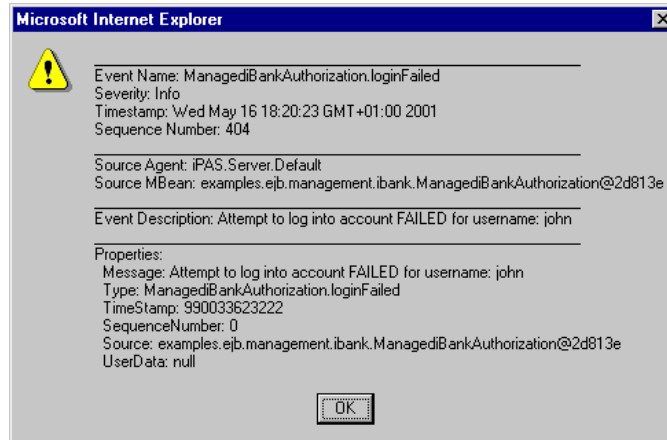 Microsoft Internet Explorer
Event Name: ManagediBankAuthorization.loginFailed
Severity: Info
Timestamp: Wed May 16 18:20:23 GMT+01:00 2001
Sequence Number: 404
Source Agent: iPAS.Server.Default
Source MBean: examples.ejb.management.ibank.ManagediBankAuthorization@2d813e
Event Description: Attempt to log into account FAILED for username: john
Properties:
Message: Attempt to log into account FAILED for username: john
Type: ManagediBankAuthorization.loginFailed
TimeStamp: 990033623222
SequenceNumber: 0
Source: examples.ejb.management.ibank.ManagediBankAuthorization@2d813e
UserData: null
OK